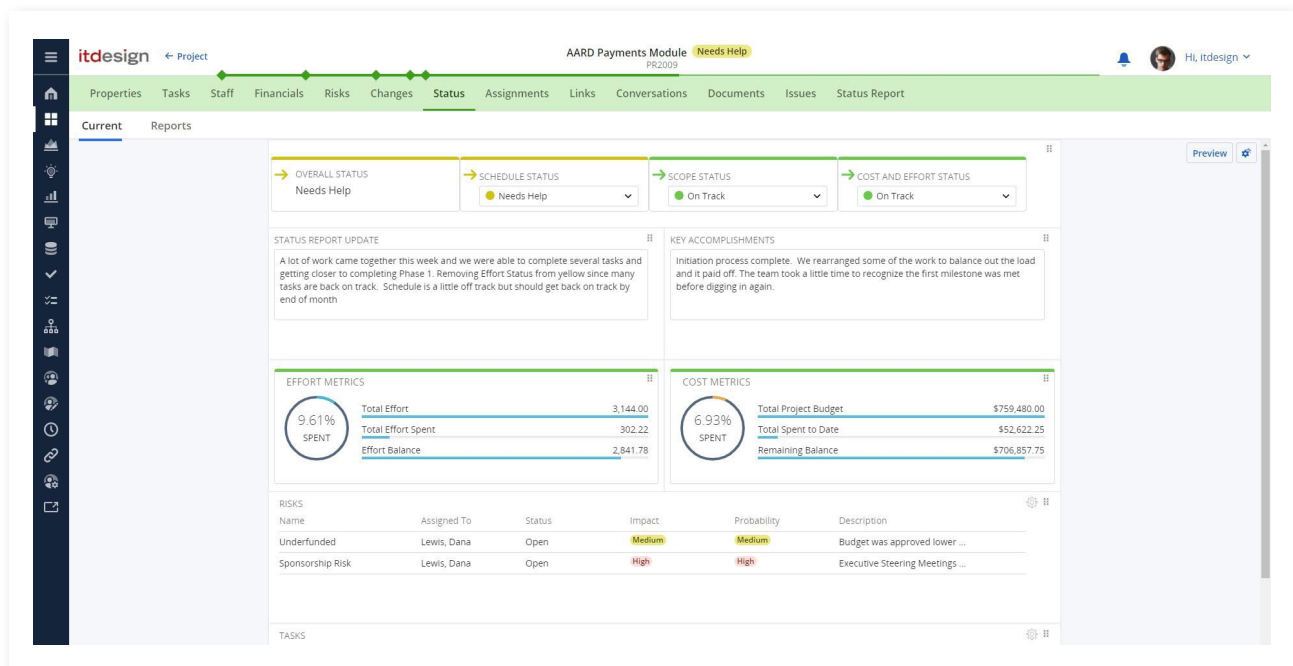 itdesign ← Project
AARD Payments Module Needs Help
PR2009
Hi, itdesign
Properties Tasks Staff Financials Risks Changes Status Assignments Links Conversations Documents Issues Status Report
Current Reports
Preview
OVERALL STATUS
Needs Help
SCHEDULE STATUS
Needs Help
SCOPE STATUS
On Track
COST AND EFFORT STATUS
On Track
STATUS REPORT UPDATE
A lot of work came together this week and we were able to complete several tasks and
getting closer to completing Phase 1. Removing Effort Status from yellow since many
tasks are back on track. Schedule is a little off track but should get back on track by
end of month
KEY ACCOMPLISHMENTS
Initiation process complete. We rearranged some of the work to balance out the load
and it paid off. The team took a little time to recognize the first milestone was met
before digging in again.
EFFORT METRICS
9.61%
SPENT
Total Effort 3,144.00
Total Effort Spent 302.22
Effort Balance 2,841.78
COST METRICS
6.93%
SPENT
Total Project Budget $759,480.00
Total Spent to Date $52,622.25
Remaining Balance $706,857.75
RISKS
Name Assigned To Status Impact Probability Description
Underfunded Lewis, Dana Open Medium Medium Budget was approved lower ...
Sponsorship Risk Lewis, Dana Open High High Executive Steering Meetings ...
TASKS